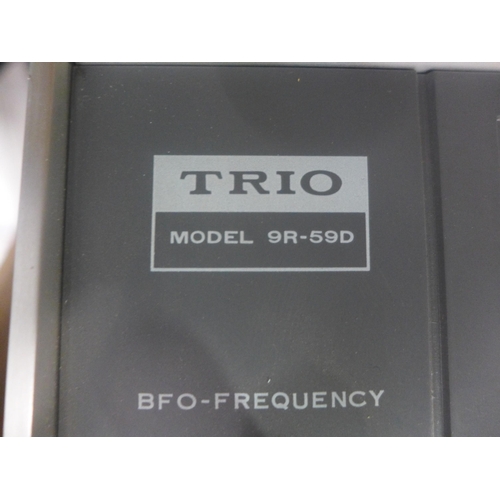 TRIO
MODEL 9R-59D
BFO-FREQUENCY